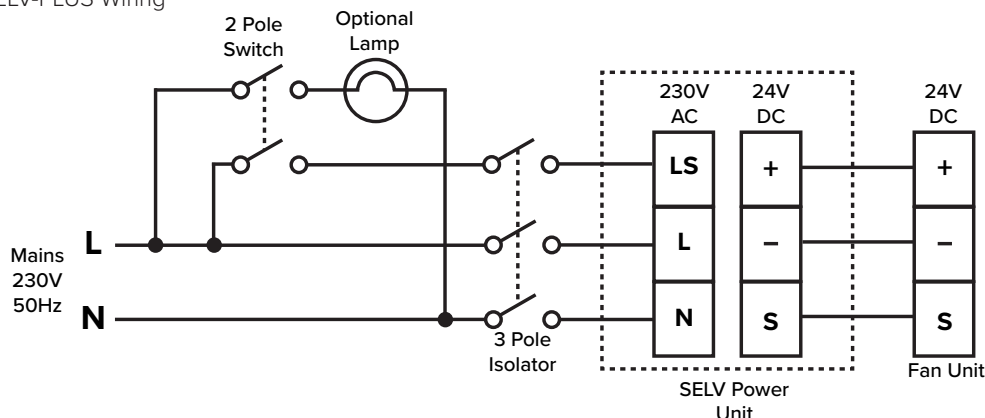 2 Pole
Switch
Optional
Lamp
230V
AC
24V
DC
24V
DC
LS
+
+
Mains
230V
50Hz
L
L
–
–
N
N
S
S
3 Pole
Isolator
Fan Unit
SELV Power
Unit